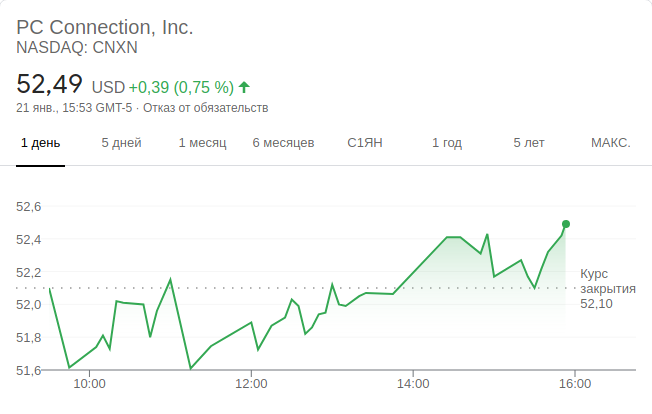 PC Connection, Inc.
NASDAQ: CNXN
52,49 USD +0,39 (0,75 %)
21 янв., 15:53 GMT-5 · Отказ от обязательств
1 день 5 дней 1 месяц 6 месяцев С1ЯН 1 год 5 лет МАКС.
52,6
52,4
52,2
Курс
закрытия
52,10
52,0
51,8
51,6
10:00 12:00 14:00 16:00